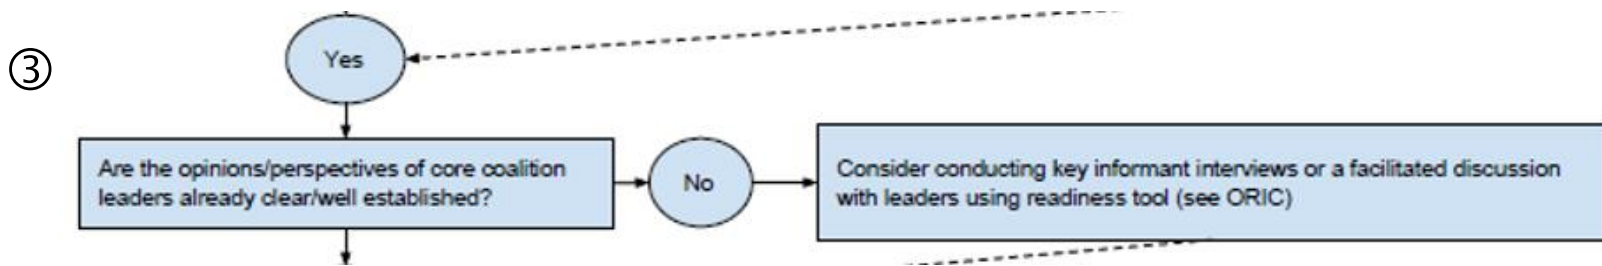 ③
Yes
Are the opinions/perspectives of core coalition
leaders already clear/well established?
No
Consider conducting key informant interviews or a facilitated discussion
with leaders using readiness tool (see ORIC)